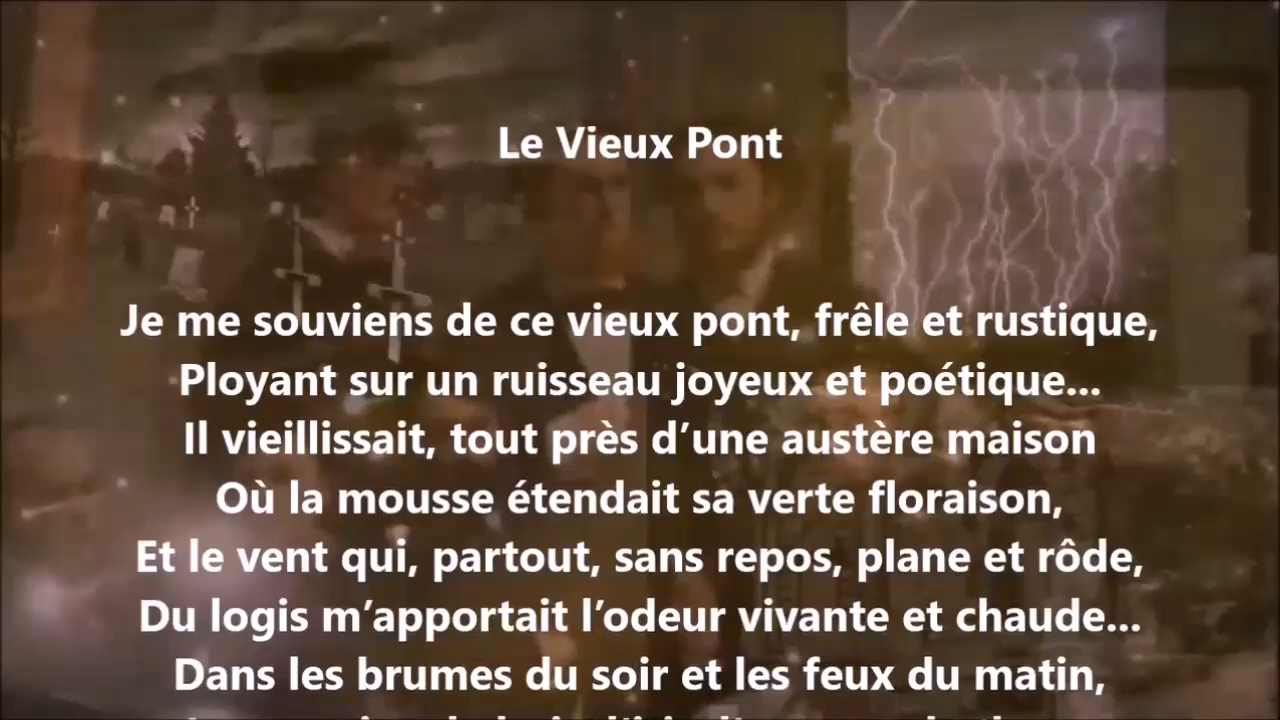 Le Vieux Pont
Je me souviens de ce vieux pont, frêle et rustique,
Ployant sur un ruisseau joyeux et poétique...
Il vieillissait, tout près d’une austère maison
Où la mousse étendait sa verte floraison,
Et le vent qui, partout, sans repos, plane et rôde,
Du logis m’apportait l’odeur vivante et chaude...
Dans les brumes du soir et les feux du matin,